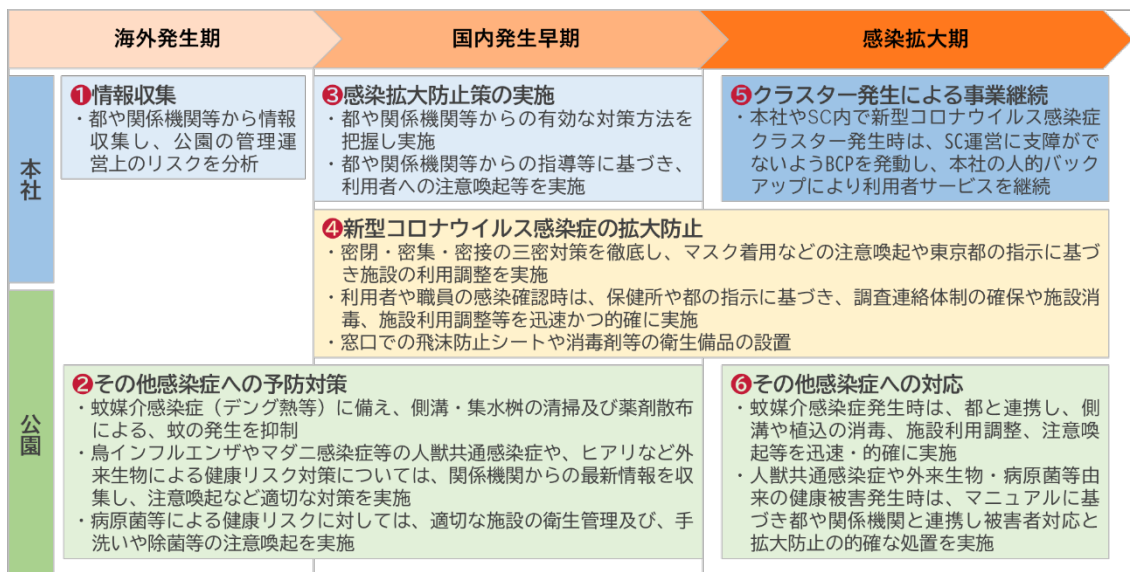 海外発生期
国内発生早期
感染拡大期
本社
❶情報収集
・都や関係機関等から情報
収集し、公園の管理運
営上のリスクを分析
❸感染拡大防止策の実施
・都や関係機関等からの有効な対策方法を
把握し実施
・都や関係機関等からの指導等に基づき、
利用者への注意喚起等を実施
❺クラスター発生による事業継続
・本社やSC内で新型コロナウイルス感染症
クラスター発生時は、SC運営に支障がで
ないようBCPを発動し、本社の人的バック
アップにより利用者サービスを継続
❹新型コロナウイルス感染症の拡大防止
・密閉・密集・密接の三密対策を徹底し、マスク着用などの注意喚起や東京都の指示に基づ
き施設の利用調整を実施
・利用者や職員の感染確認時は、保健所や都の指示に基づき、調査連絡体制の確保や施設消
毒、施設利用調整等を迅速かつ的確に実施
・窓口での飛沫防止シートや消毒剤等の衛生備品の設置
公園
❷その他感染症への予防対策
・蚊媒介感染症（デング熱等）に備え、側溝・集水桝の清掃及び薬剤散布
による、蚊の発生を抑制
・鳥インフルエンザやマダニ感染症等の人獣共通感染症や、ヒアリなど外
来生物による健康リスク対策については、関係機関からの最新情報を収
集し、注意喚起など適切な対策を実施
・病原菌等による健康リスクに対しては、適切な施設の衛生管理及び、手
洗いや除菌等の注意喚起を実施
❻その他感染症への対応
・蚊媒介感染症発生時は、都と連携し、側
溝や植込の消毒、施設利用調整、注意喚
起等を迅速・的確に実施
・人獣共通感染症や外来生物・病原菌等由
来の健康被害発生時は、マニュアルに基
づき都や関係機関と連携し被害者対応と
拡大防止の的確な処置を実施